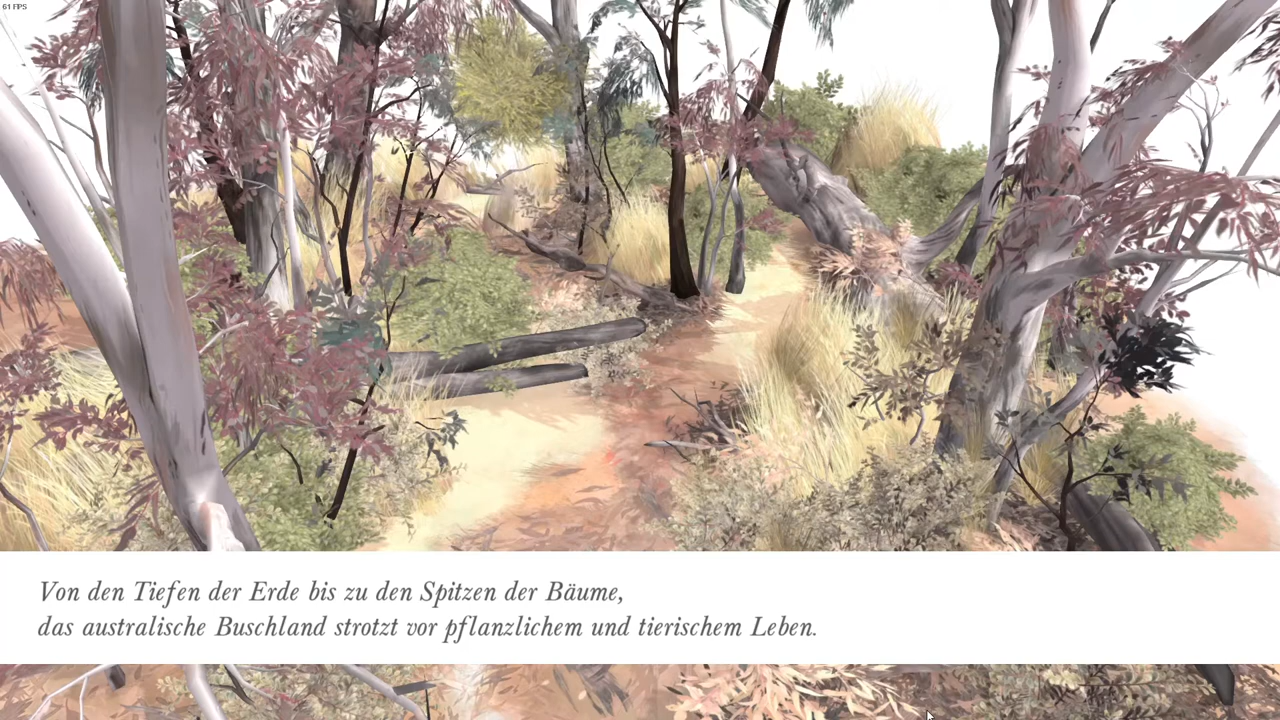 61 FPS
Von den Tiefen der Erde bis zu den Spitzen der Bäume,
das australische Buschland strotzt vor pflanzlichem und tierischem Leben.